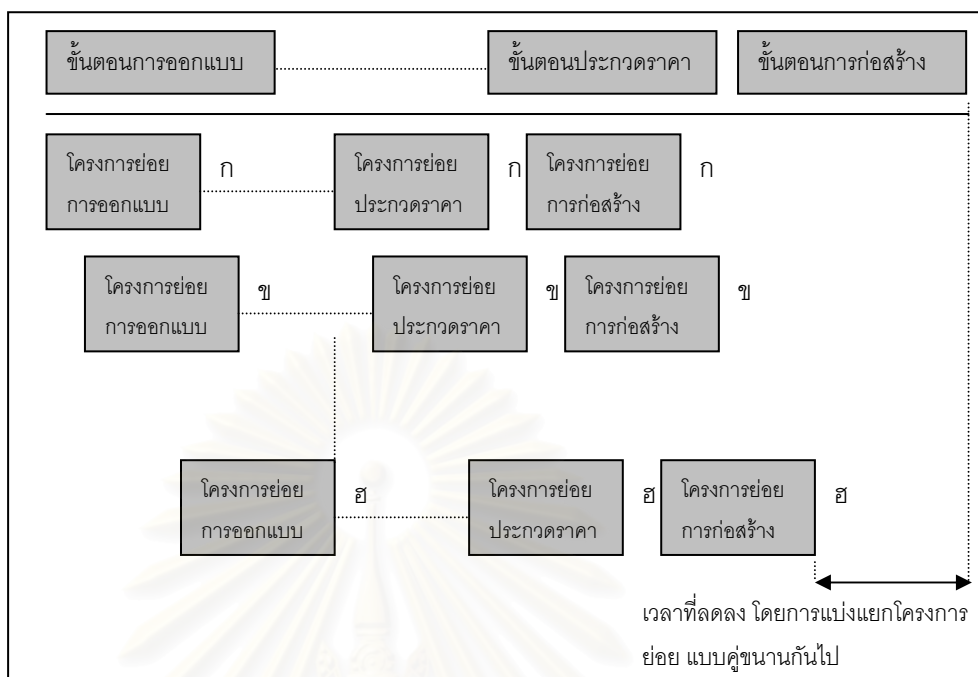 ขั้นตอนการออกแบบ
ขั้นตอนประกวดราคา
ขั้นตอนการก่อสร้าง
โครงการย่อย ก
การออกแบบ
โครงการย่อย ก
ประกวดราคา
โครงการย่อย ก
การก่อสร้าง
โครงการย่อย ข
การออกแบบ
โครงการย่อย ข
ประกวดราคา
โครงการย่อย ข
การก่อสร้าง
โครงการย่อย ฮ
การออกแบบ
โครงการย่อย ฮ
ประกวดราคา
โครงการย่อย ฮ
การก่อสร้าง
เวลาที่ลดลง โดยการแบ่งแยกโครงการ
ย่อย แบบคู่ขนานกันไป